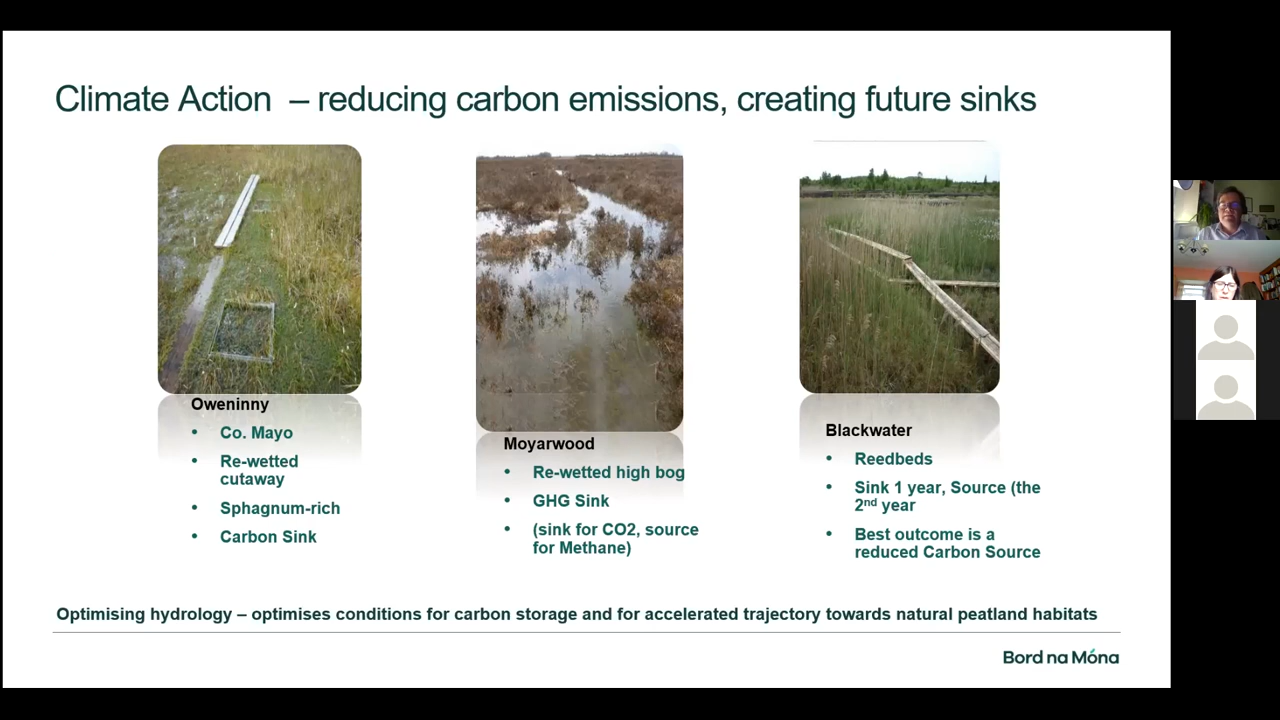 Climate Action – reducing carbon emissions, creating future sinks
Oweninny
• Co. Mayo
• Re-wetted
cutaway
• Sphagnum-rich
• Carbon Sink
Moyarwood
• Re-wetted high bog
• GHG Sink
• (sink for CO2, source
for Methane)
Blackwater
• Reedbeds
• Sink 1 year, Source (the
2nd year
• Best outcome is a
reduced Carbon Source
Optimising hydrology – optimises conditions for carbon storage and for accelerated trajectory towards natural peatland habitats
Bord na Móna